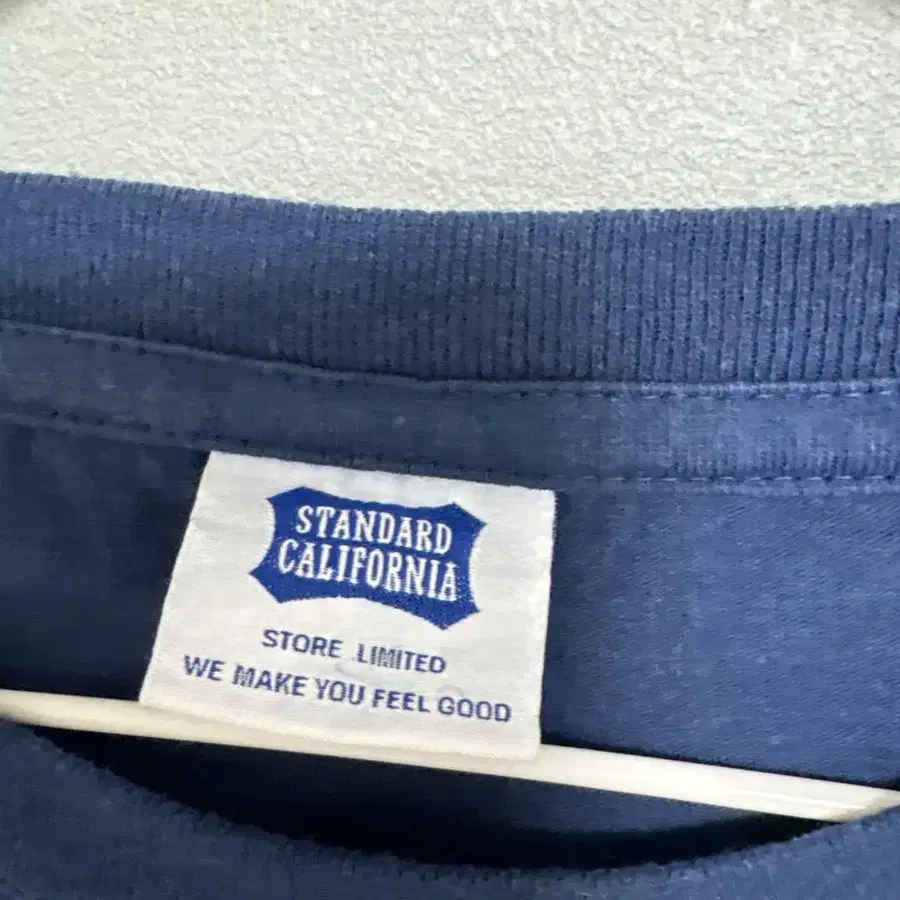 STANDARD
CALIFORNIA
STORE LIMITED
WE MAKE YOU FEEL GOOD